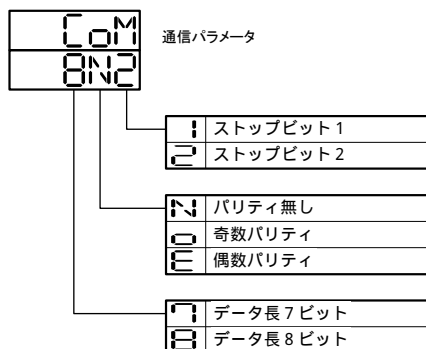 CoM
通信パラメータ
8N2
1 ストップビット1
2 ストップビット2
N パリティ無し
o 奇数パリティ
E 偶数パリティ
7 データ長7ビット
8 データ長8ビット